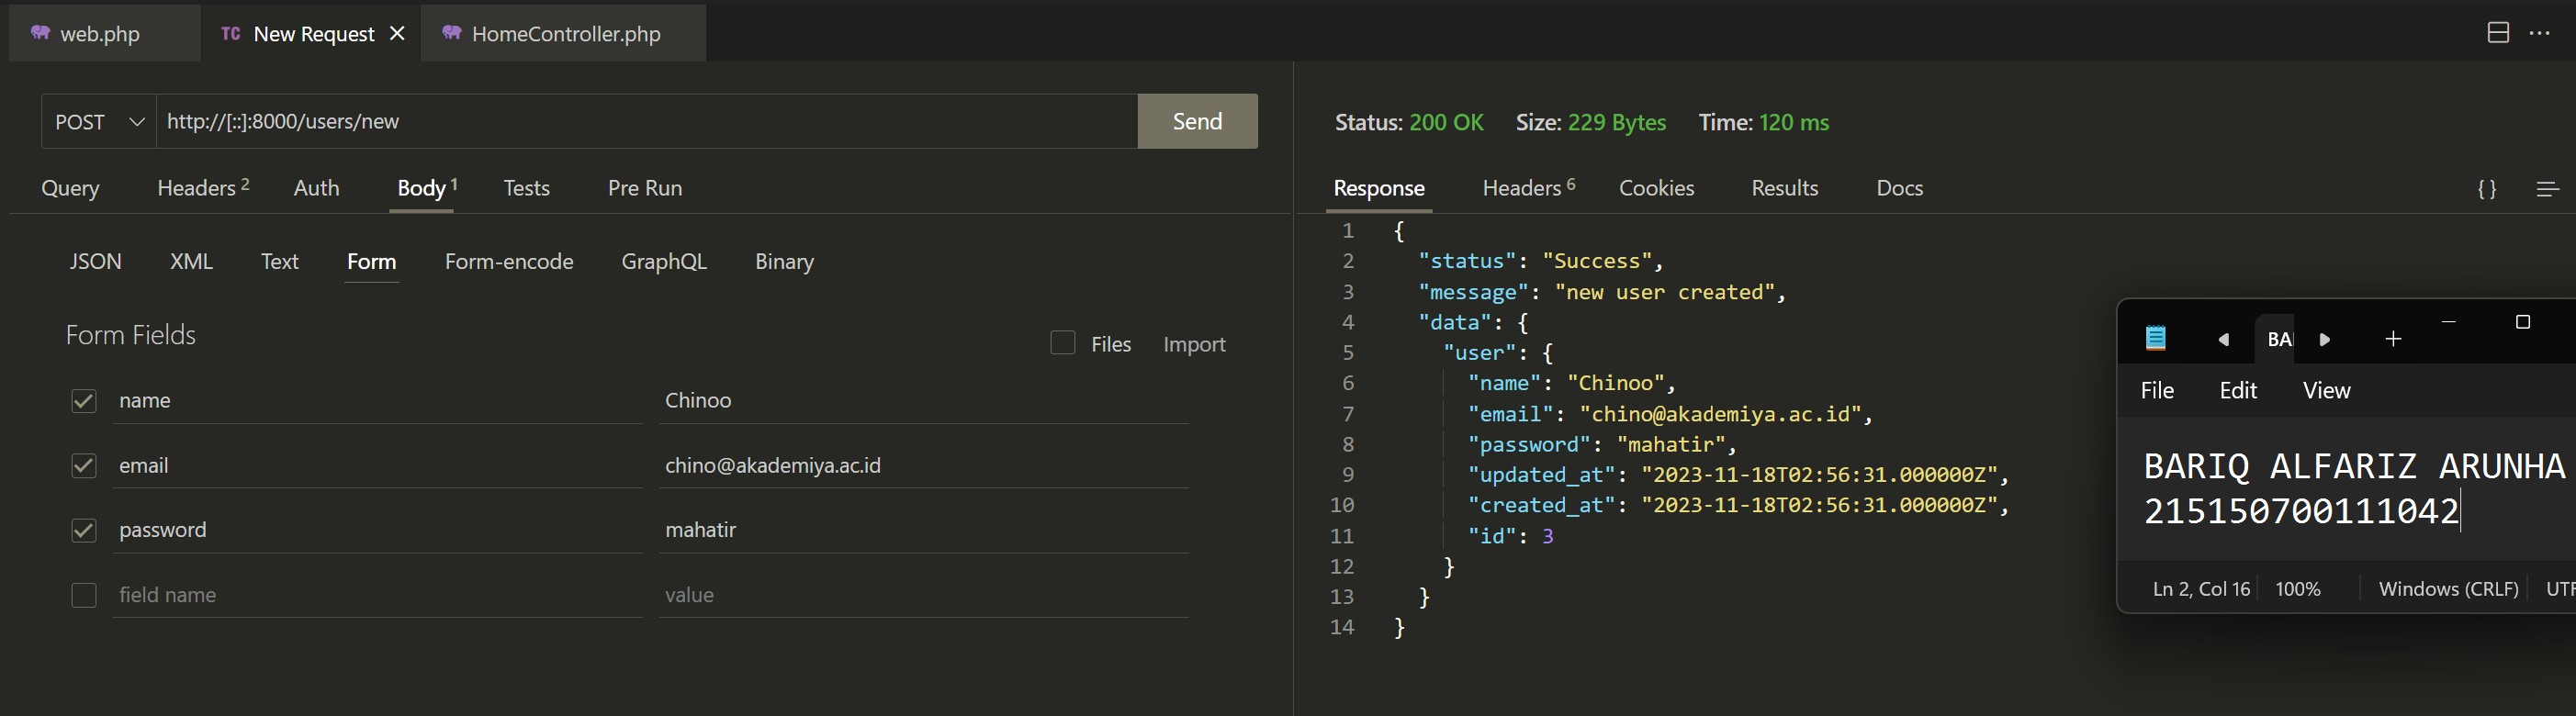 web.php
TC New Request
HomeController.php
POST
http://[::]:8000/users/new
Send
Query
Headers 2
Auth
Body 1
Tests
Pre Run
JSON
XML
Text
Form
Form-encode
GraphQL
Binary
Form Fields
Files
Import
name
Chinoo
email
chino@akademiya.ac.id
password
mahatir
field name
value
Status: 200 OK
Size: 229 Bytes
Time: 120 ms
Response
Headers 6
Cookies
Results
Docs
{ }
1 {
2 "status": "Success",
3 "message": "new user created",
4 "data": {
5 "user": {
6 "name": "Chinoo",
7 "email": "chino@akademiya.ac.id",
8 "password": "mahatir",
9 "updated_at": "2023-11-18T02:56:31.000000Z",
10 "created_at": "2023-11-18T02:56:31.000000Z",
11 "id": 3
12 }
13 }
14 }
BA
File
Edit
View
BARIQ ALFARIZ ARUNHA
215150700111042
Ln 2, Col 16
100%
Windows (CRLF)
UTF